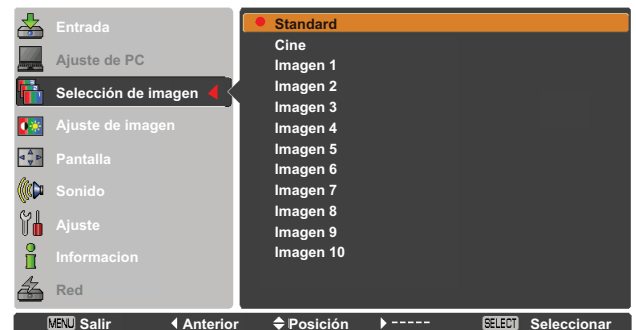 Entrada
Ajuste de PC
Selección de imagen
Ajuste de imagen
Pantalla
Sonido
Ajuste
Informacion
Red
Standard
Cine
Imagen 1
Imagen 2
Imagen 3
Imagen 4
Imagen 5
Imagen 6
Imagen 7
Imagen 8
Imagen 9
Imagen 10
MENU Salir Anterior Posición ----- SELECT Seleccionar